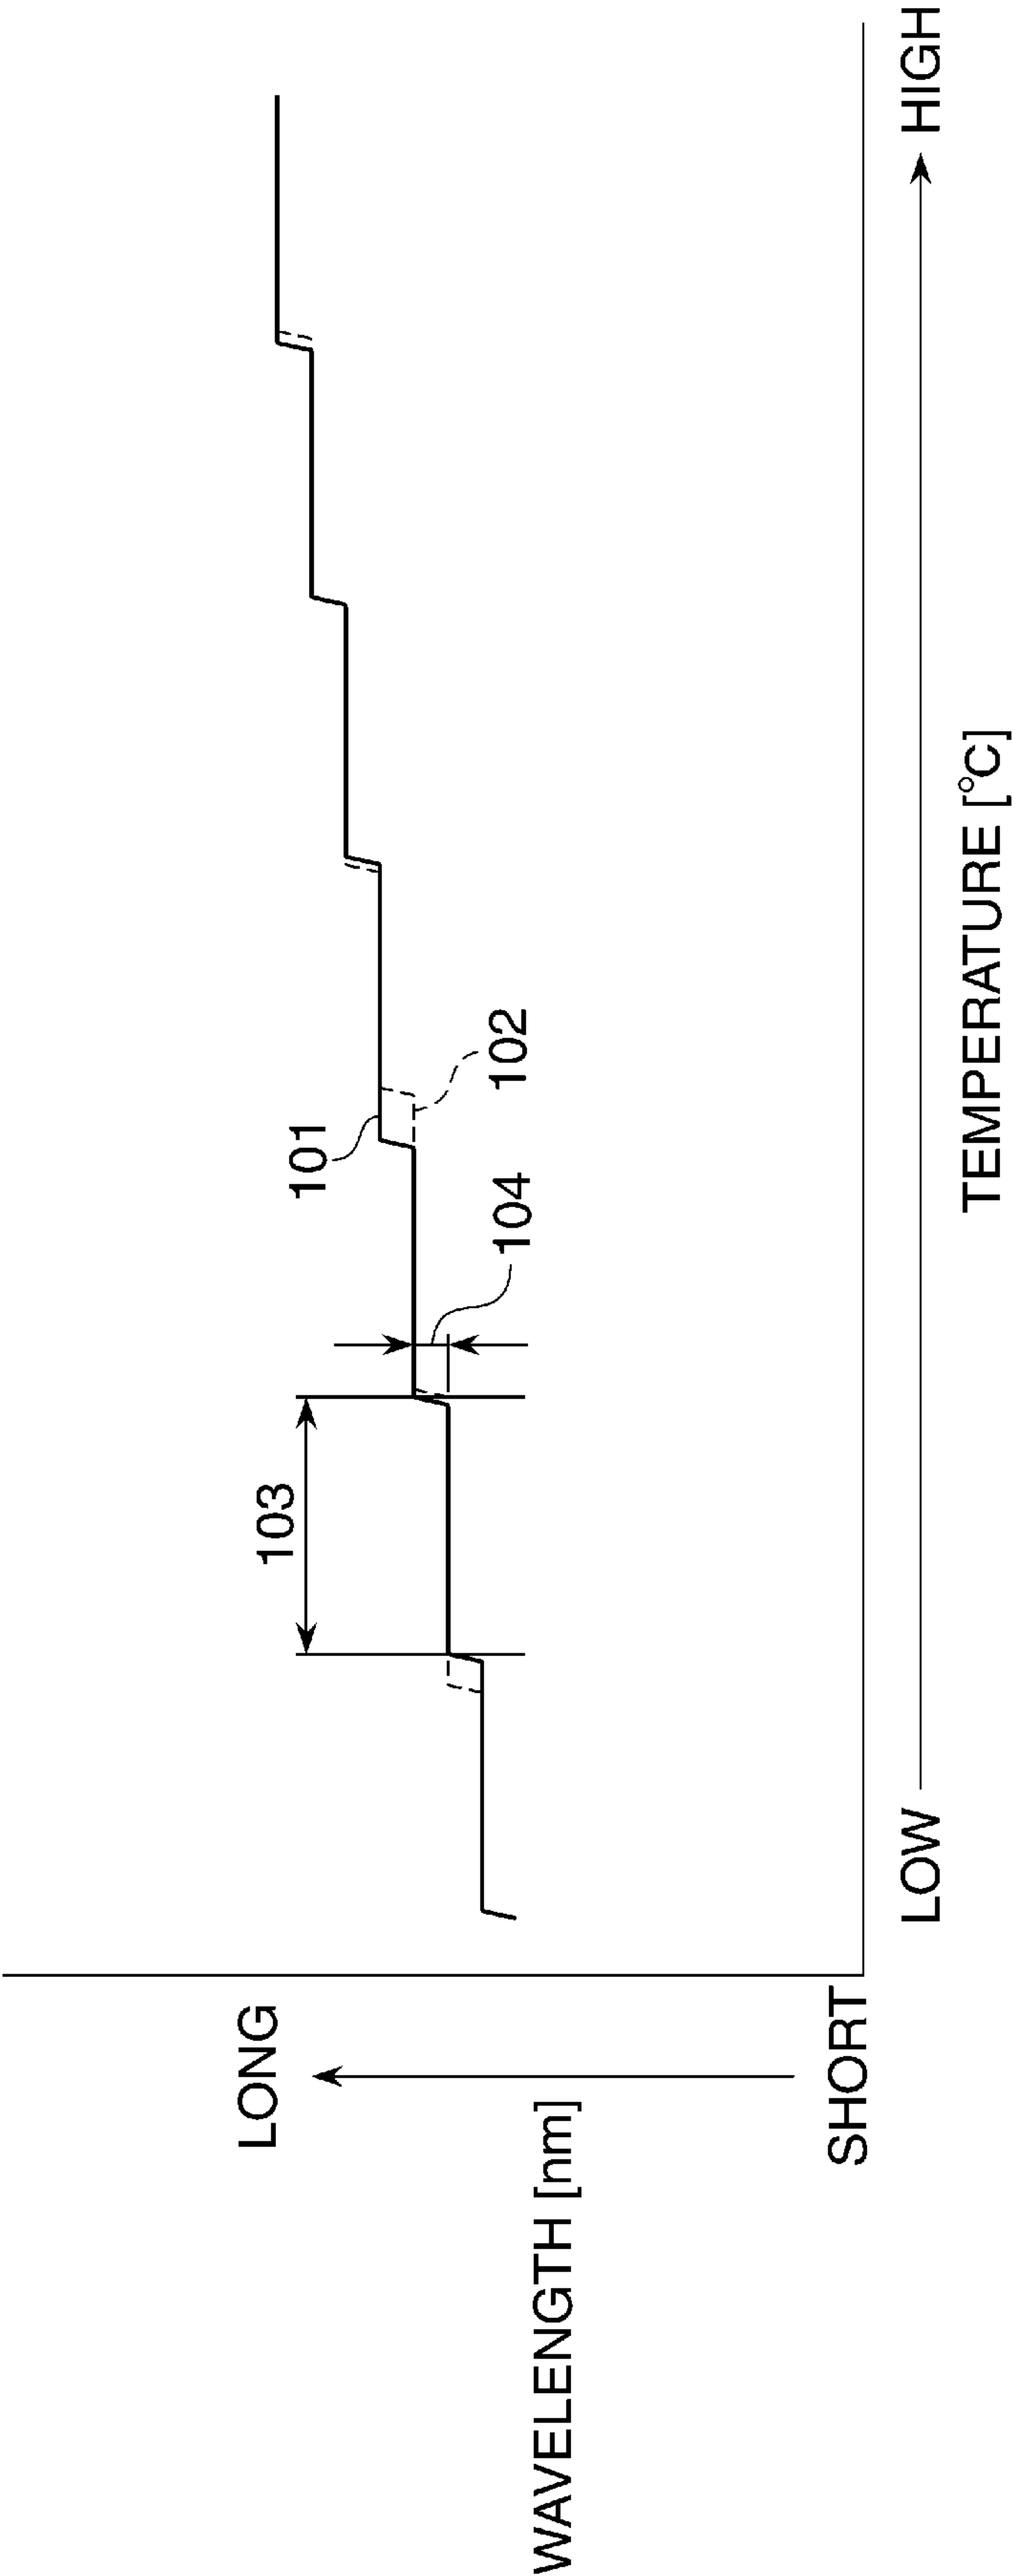 LONG
WAVELENGTH [nm]
SHORT
103
101
104
102
LOW
HIGH
TEMPERATURE [°C]